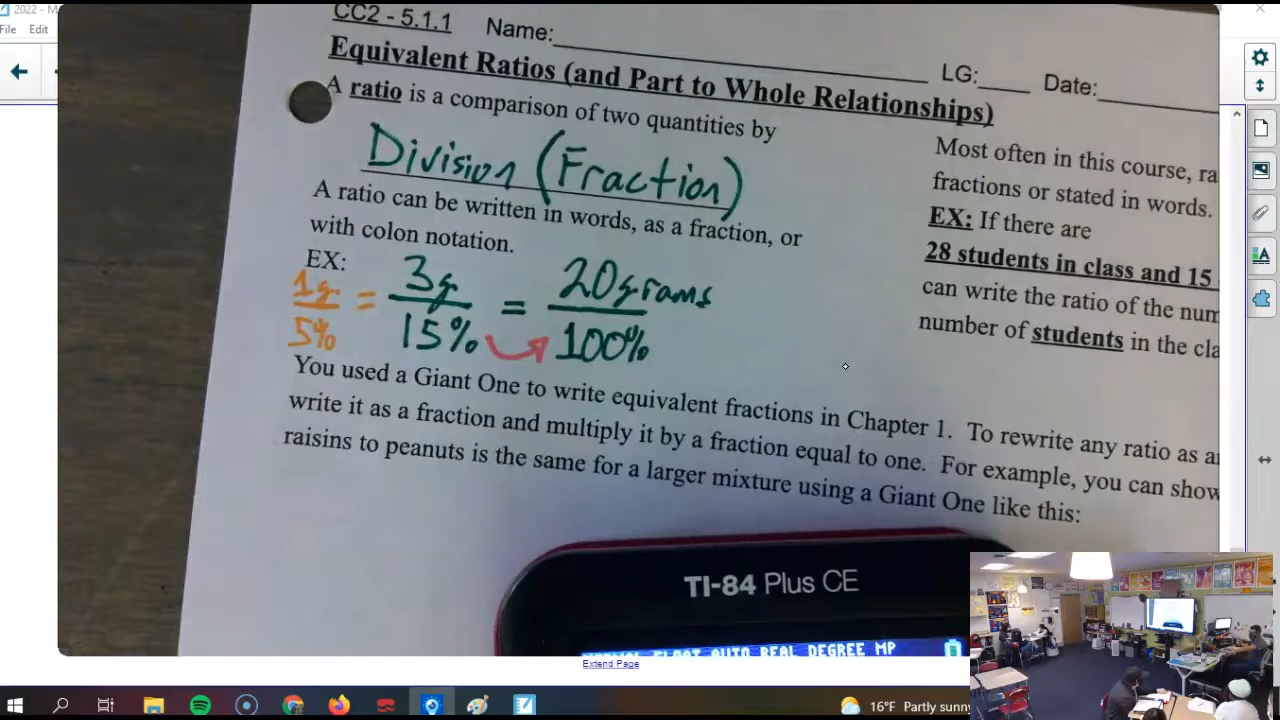 2022 - M
File Edit
CC2 - 5.1.1 Name:
LG: Date:
Equivalent Ratios (and Part to Whole Relationships)
A ratio is a comparison of two quantities by
Division (Fraction)
A ratio can be written in words, as a fraction, or
with colon notation.
EX:
1g. = 3g. = 20grams
5% 15% 100%
Most often in this course, ra
fractions or stated in words.
EX: If there are
28 students in class and 15
can write the ratio of the num
number of students in the cla
You used a Giant One to write equivalent fractions in Chapter 1. To rewrite any ratio as a
write it as a fraction and multiply it by a fraction equal to one. For example, you can show
raisins to peanuts is the same for a larger mixture using a Giant One like this:
TI-84 Plus CE
NORMAL FLOAT AUTO REAL DEGREE MP
Extend Page
16°F Partly sunny